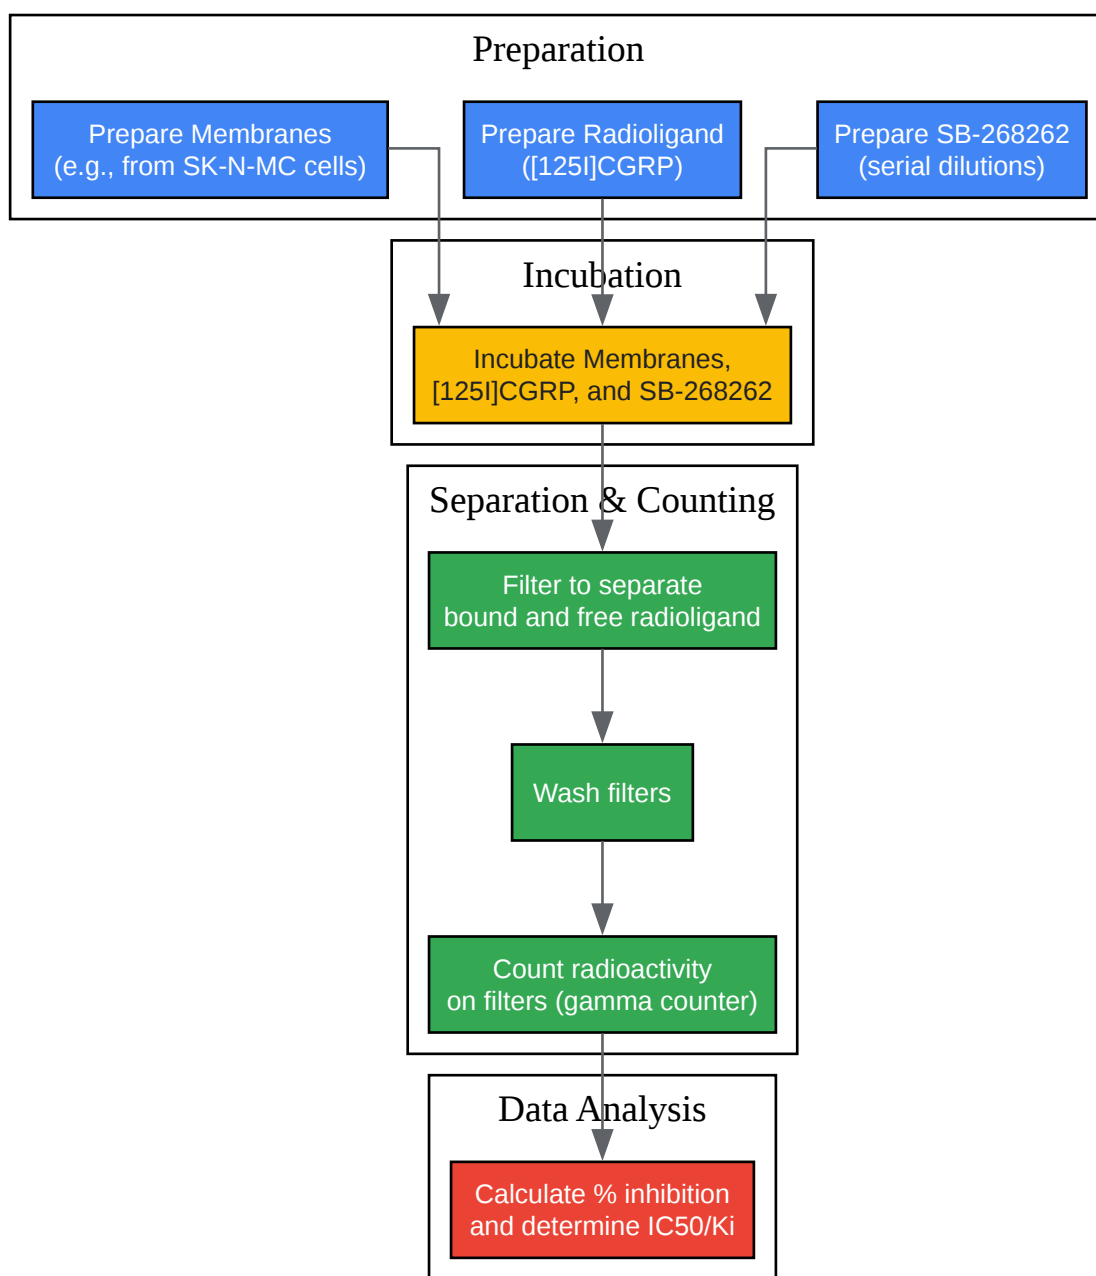 Preparation
Prepare Membranes
(e.g., from SK-N-MC cells)
Prepare Radioligand
([125I]CGRP)
Prepare SB-268262
(serial dilutions)
Incubation
Incubate Membranes,
[125I]CGRP, and SB-268262
Separation & Counting
Filter to separate
bound and free radioligand
Wash filters
Count radioactivity
on filters (gamma counter)
Data Analysis
Calculate % inhibition
and determine IC50/Ki